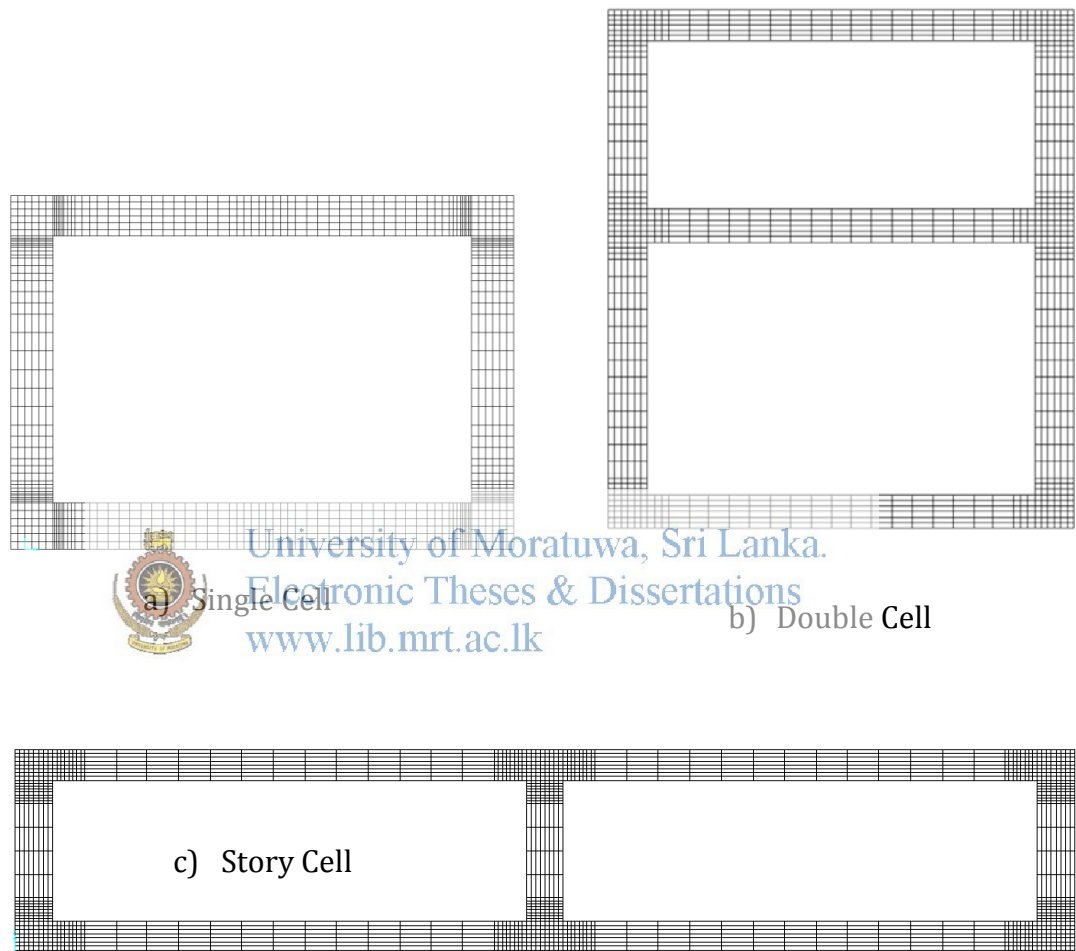 University of Moratuwa, Sri Lanka.
Electronic Theses & Dissertations
www.lib.mrt.ac.lk
a) Single Cell
b) Double Cell
c) Story Cell